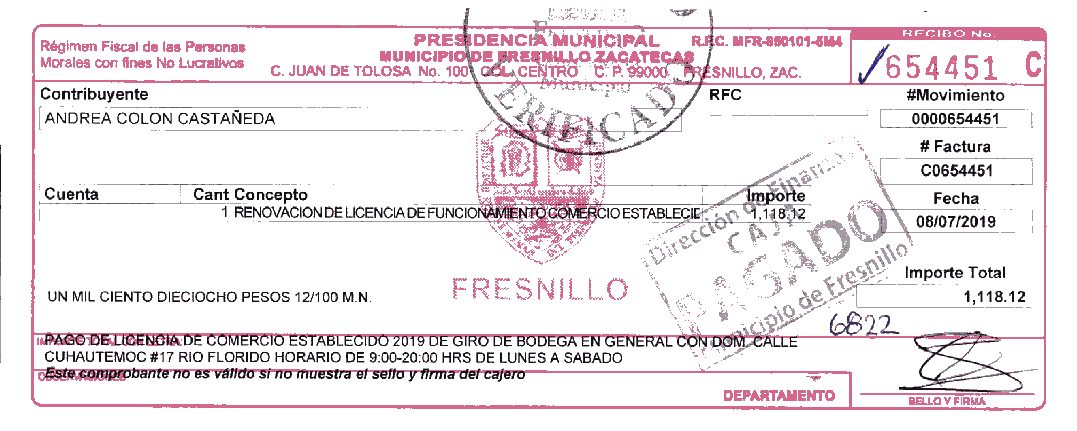 Régimen Fiscal de las Personas
Morales con fines No Lucrativos
PRESIDENCIA MUNICIPAL
MUNICIPIO DE FRESNILLO ZACATECAS
C. JUAN DE TOLOSA No. 100 COL. CENTRO C. P. 99000 FRESNILLO, ZAC.
R.F.C. MFR-850101-5M4
RECIBO No.
654451 C
VERIFICADO
Municipio
Contribuyente
ANDREA COLON CASTAÑEDA
RFC
#Movimiento
0000654451
# Factura
C0654451
Cuenta Cant Concepto Importe
1 RENOVACION DE LICENCIA DE FUNCIONAMIENTO COMERCIO ESTABLECIE 1,118.12
Fecha
08/07/2019
Dirección de Finanzas
CAJA
PAGADO
Municipio de Fresnillo
FRESNILLO
Importe Total
1,118.12
UN MIL CIENTO DIECIOCHO PESOS 12/100 M.N.
6822
PAGO DE LICENCIA DE COMERCIO ESTABLECIDO 2019 DE GIRO DE BODEGA EN GENERAL CON DOM. CALLE
CUHAUTEMOC #17 RIO FLORIDO HORARIO DE 9:00-20:00 HRS DE LUNES A SABADO
Este comprobante no es válido si no muestra el sello y firma del cajero
OBSERVACIONES
DEPARTAMENTO
SELLO Y FIRMA